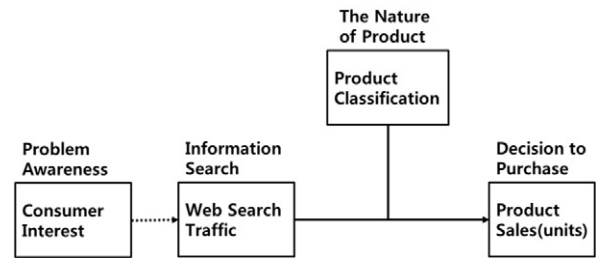 The Nature
of Product
Product
Classification
Problem
Awareness
Consumer
Interest
Information
Search
Web Search
Traffic
Decision to
Purchase
Product
Sales(units)